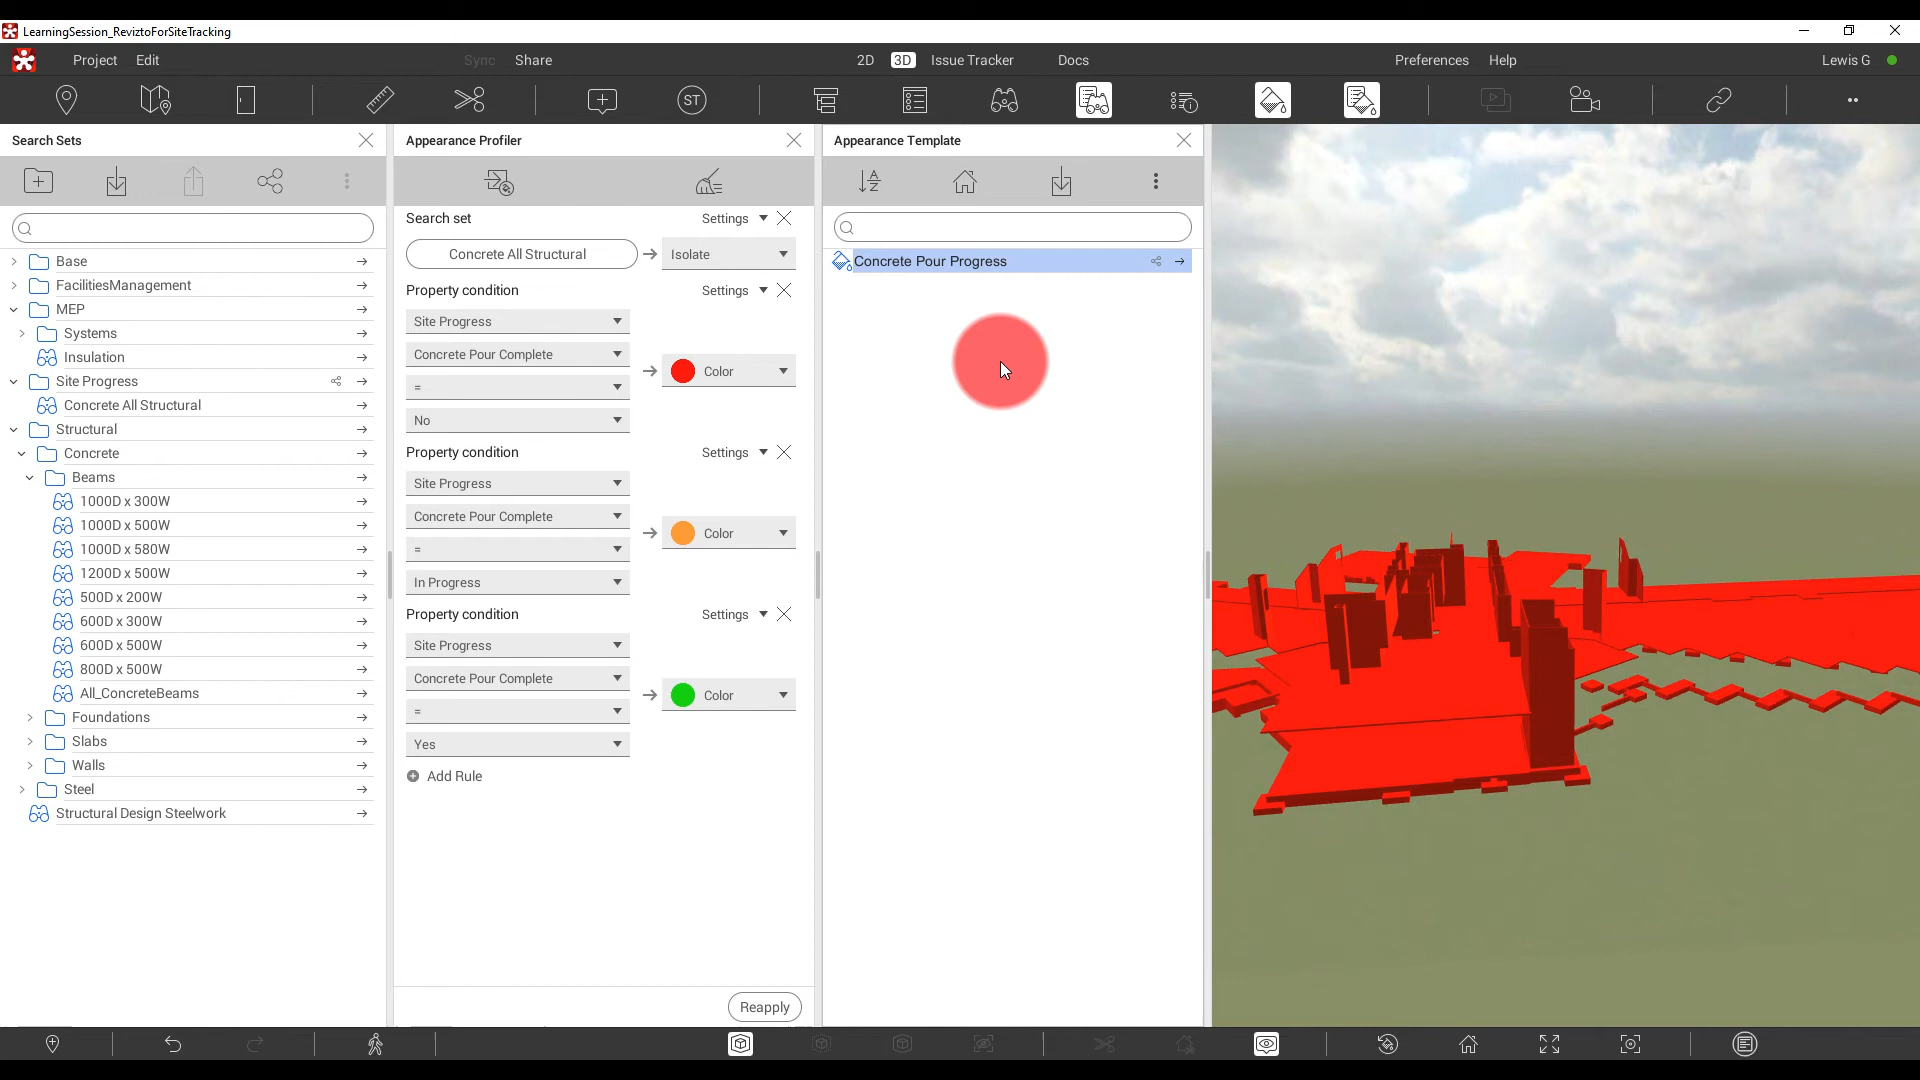 LearningSession_ReviztoForSiteTracking
Project Edit Sync Share 2D 3D Issue Tracker Docs Preferences Help Lewis G
ST
Search Sets
Base
FacilitiesManagement
MEP
Systems
Insulation
Site Progress
Concrete All Structural
Structural
Concrete
Beams
1000D x 300W
1000D x 500W
1000D x 580W
1200D x 500W
500D x 200W
600D x 300W
600D x 500W
800D x 500W
All_ConcreteBeams
Foundations
Slabs
Walls
Steel
Structural Design Steelwork
Appearance Profiler
Search set Settings
Concrete All Structural Isolate
Property condition Settings
Site Progress
Concrete Pour Complete
Color
=
No
Property condition Settings
Site Progress
Concrete Pour Complete
Color
=
In Progress
Property condition Settings
Site Progress
Concrete Pour Complete
Color
=
Yes
Add Rule
Reapply
Appearance Template
A
Z
Concrete Pour Progress